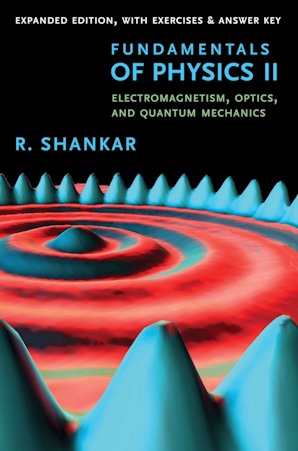 EXPANDED EDITION, WITH EXERCISES & ANSWER KEY
FUNDAMENTALS
OF PHYSICS II
ELECTROMAGNETISM, OPTICS,
AND QUANTUM MECHANICS
R. SHANKAR